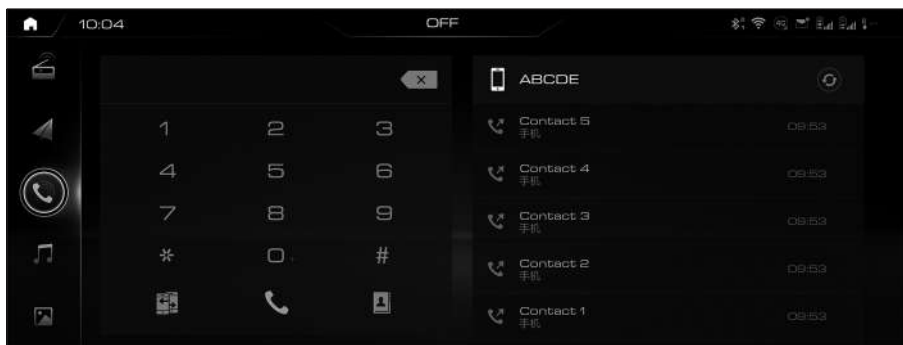 10:04 OFF 4G
ABCDE
1 2 3
4 5 6
7 8 9
* 0 #
Contact 5 09:53
手机
Contact 4 09:53
手机
Contact 3 09:53
手机
Contact 2 09:53
手机
Contact 1 09:53
手机